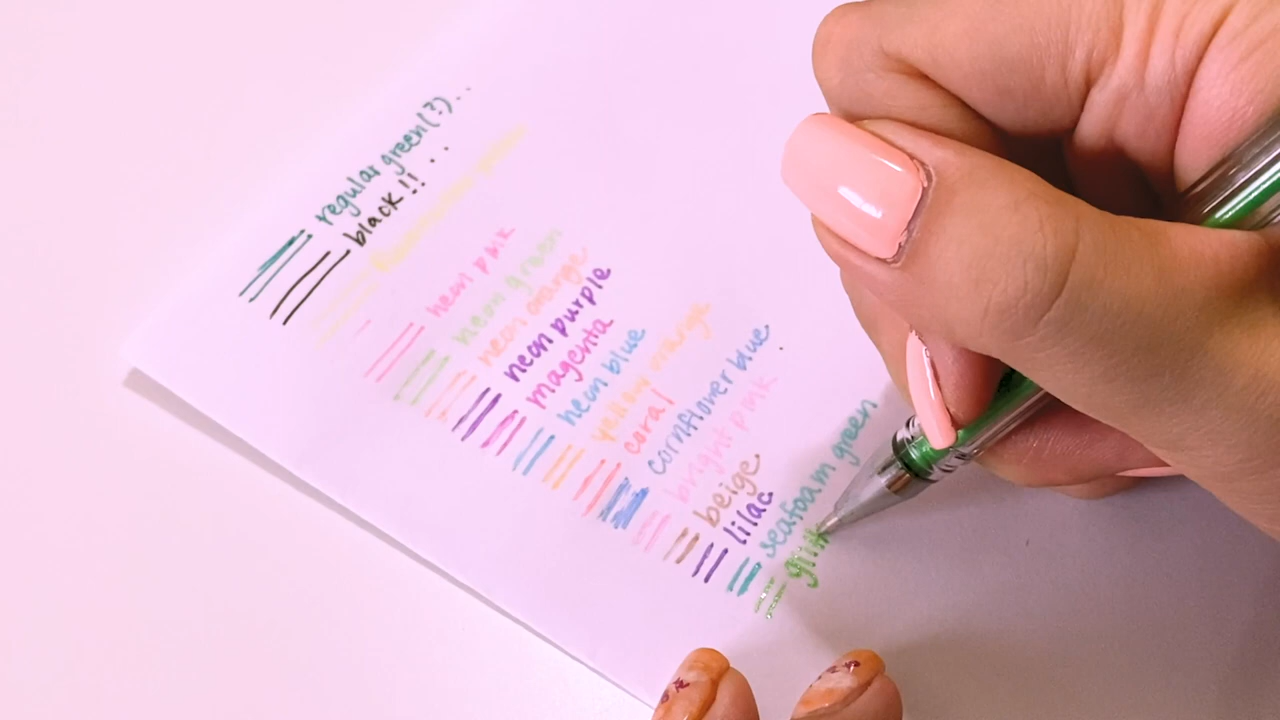 regular green(?)..
black!!..
neon pink
neon green
neon orange
neon purple
magenta
neon blue
yellow orange
coral
cornflower blue
bright pink
beige
lilac
seafoam green
glitt